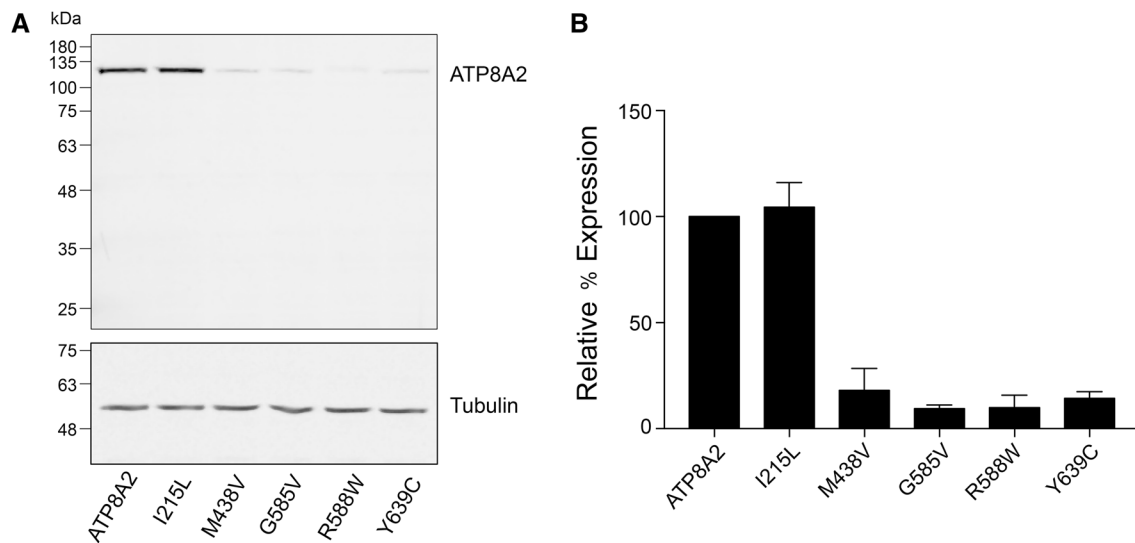 A
kDa
180
135
100
75
63
48
35
25
ATP8A2
75
63
48
Tubulin
ATP8A2
I215L
M438V
G585V
R588W
Y639C
B
Relative % Expression
150
100
50
0
ATP8A2
I215L
M438V
G585V
R588W
Y639C